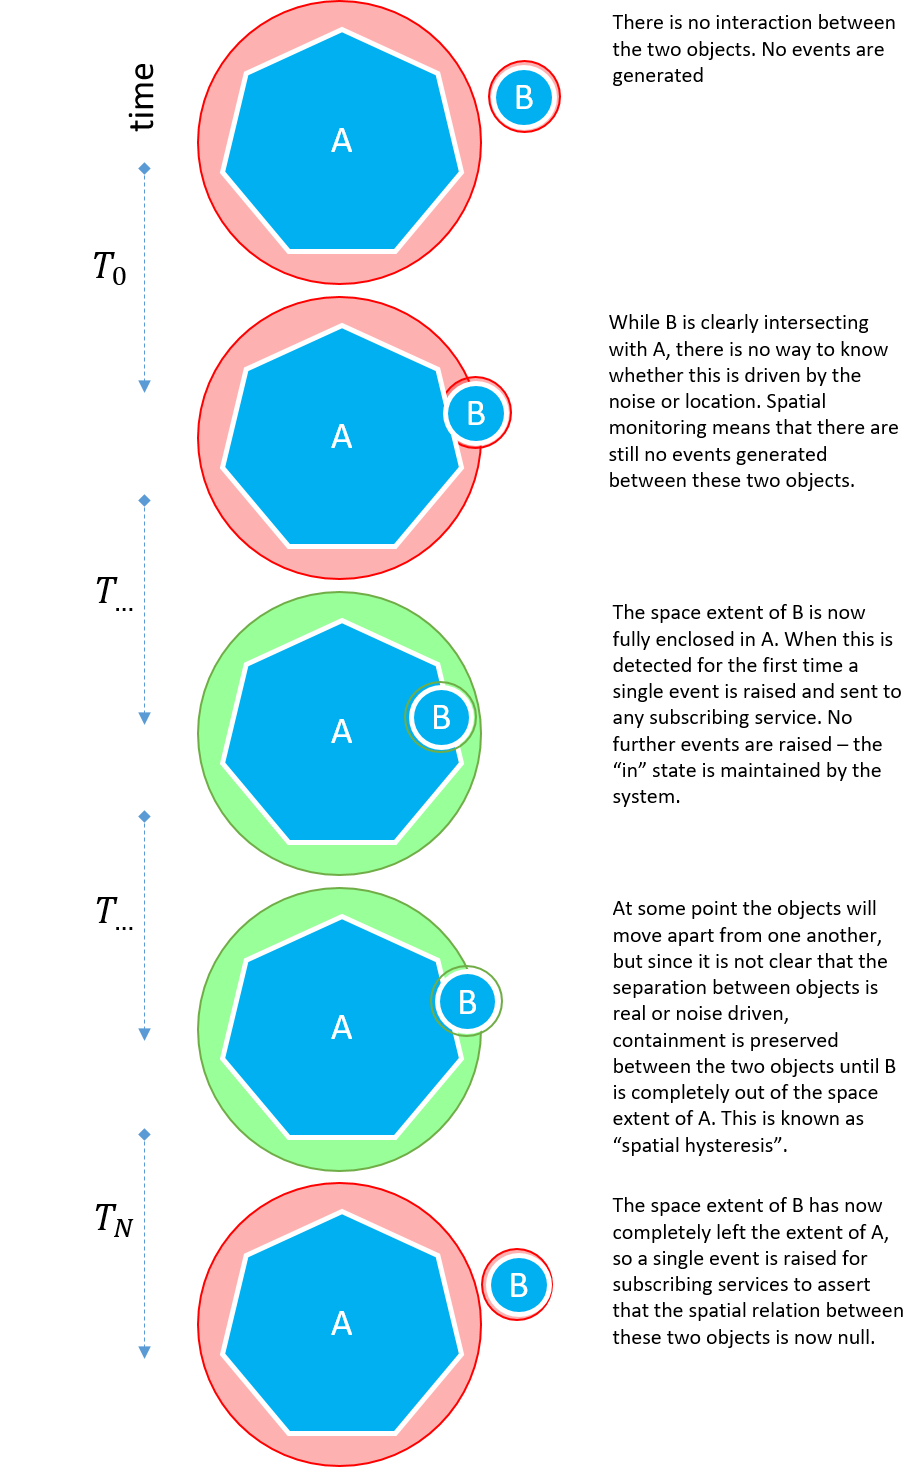 There is no interaction between
the two objects. No events are
generated
time
A
B
T0
While B is clearly intersecting
with A, there is no way to know
whether this is driven by the
noise or location. Spatial
monitoring means that there are
still no events generated
between these two objects.
A
B
T...
The space extent of B is now
fully enclosed in A. When this is
detected for the first time a
single event is raised and sent to
any subscribing service. No
further events are raised – the
“in” state is maintained by the
system.
A
B
T...
At some point the objects will
move apart from one another,
but since it is not clear that the
separation between objects is
real or noise driven,
containment is preserved
between the two objects until B
is completely out of the space
extent of A. This is known as
“spatial hysteresis”.
A
B
TN
The space extent of B has now
completely left the extent of A,
so a single event is raised for
subscribing services to assert
that the spatial relation between
these two objects is now null.
A
B